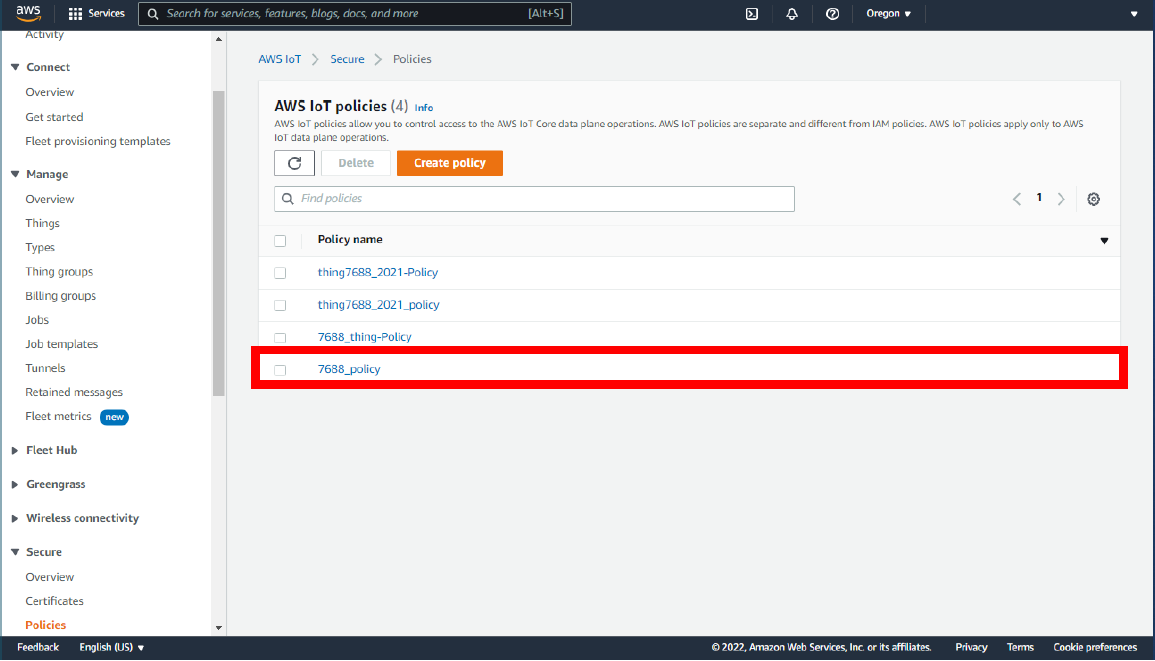 aws
Services
Search for services, features, blogs, docs, and more
[Alt+S]
Oregon
Activity
Connect
Overview
Get started
Fleet provisioning templates
Manage
Overview
Things
Types
Thing groups
Billing groups
Jobs
Job templates
Tunnels
Retained messages
Fleet metrics new
Fleet Hub
Greengrass
Wireless connectivity
Secure
Overview
Certificates
Policies
AWS IoT > Secure > Policies
AWS IoT policies (4) Info
AWS IoT policies allow you to control access to the AWS IoT Core data plane operations. AWS IoT policies are separate and different from IAM policies. AWS IoT policies apply only to AWS
IoT data plane operations.
Delete
Create policy
Find policies
1
Policy name
thing7688_2021-Policy
thing7688_2021_policy
7688_thing-Policy
7688_policy
Feedback
English (US)
© 2022, Amazon Web Services, Inc. or its affiliates.
Privacy
Terms
Cookie preferences